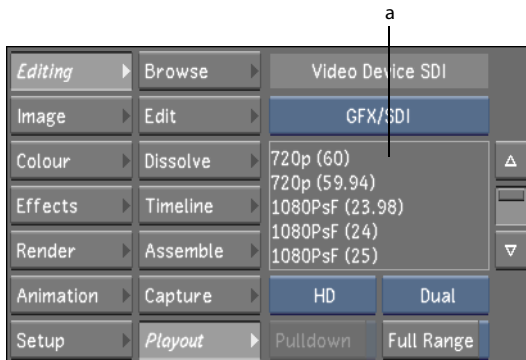 a
Editing Browse Video Device SDI
Image Edit GFX/SDI
Colour Dissolve 720p (60)
720p (59.94)
Effects Timeline 1080PsF (23.98)
1080PsF (24)
Render Assemble 1080PsF (25)
Animation Capture HD Dual
Setup Playout Pulldown Full Range